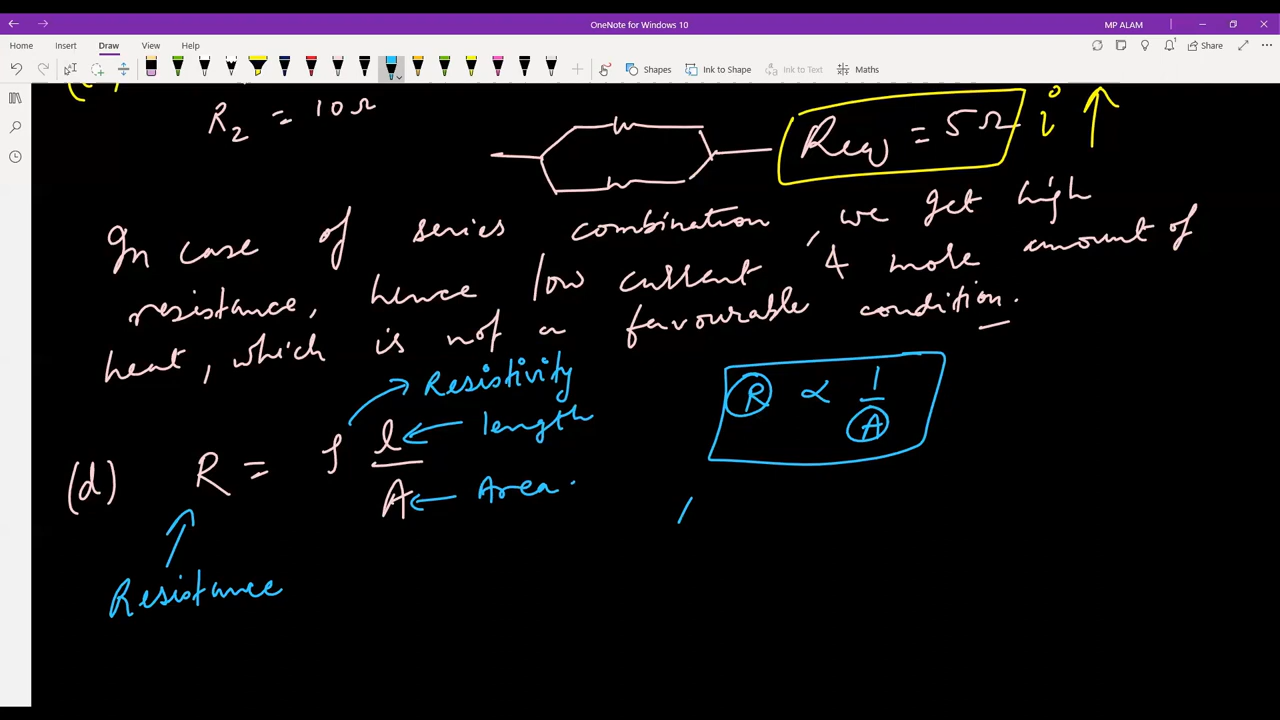 OneNote for Windows 10
MP ALAM
Home Insert Draw View Help
Share
Shapes Ink to Shape Ink to Text Maths
R2 = 10Ω
Req = 5Ω i ↑
In case of series combination, we get high
resistance, hence low current & more amount of
heat, which is not a favourable condition.
Resistivity
length
(d) R = ρ l/A
Area.
R ∝ 1/A
Resistance